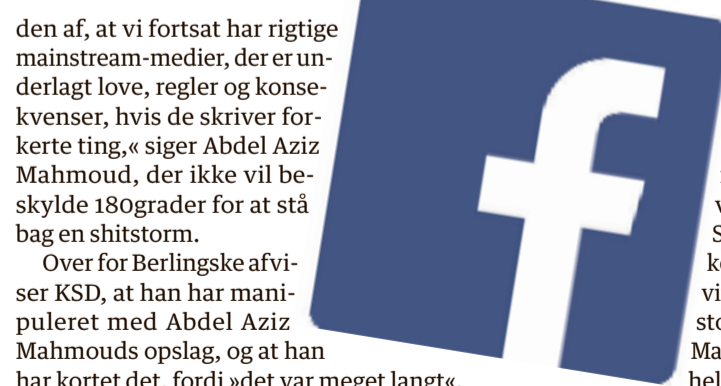 den af, at vi fortsat har rigtige
mainstream-medier, der er un-
derlagt love, regler og konse-
kvenser, hvis de skriver for-
kerte ting,« siger Abdel Aziz
Mahmoud, der ikke vil be-
skylde 180grader for at stå
bag en shitstorm.
Over for Berlingske afvi-
ser KSD, at han har mani-
puleret med Abdel Aziz
Mahmouds opslag, og at han
har kortet det, fordi »det var meget langt«
f